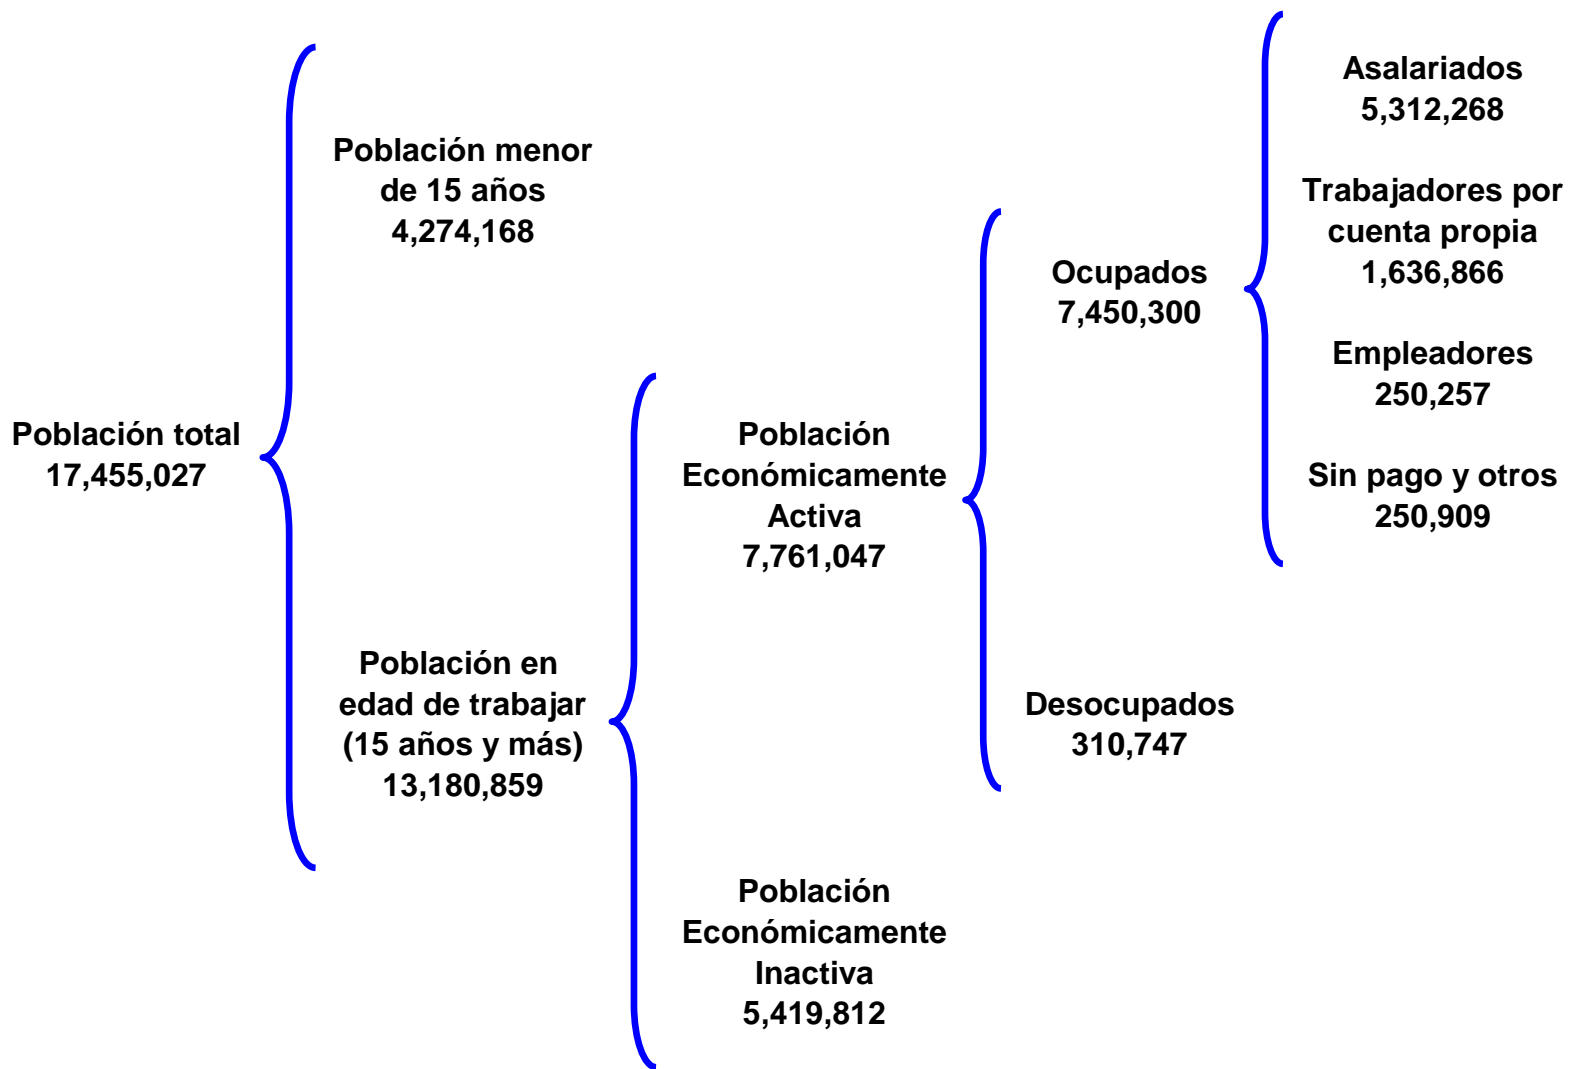 Población total
17,455,027
Población menor
de 15 años
4,274,168
Población en
edad de trabajar
(15 años y más)
13,180,859
Población
Económicamente
Activa
7,761,047
Población
Económicamente
Inactiva
5,419,812
Ocupados
7,450,300
Desocupados
310,747
Asalariados
5,312,268
Trabajadores por
cuenta propia
1,636,866
Empleadores
250,257
Sin pago y otros
250,909